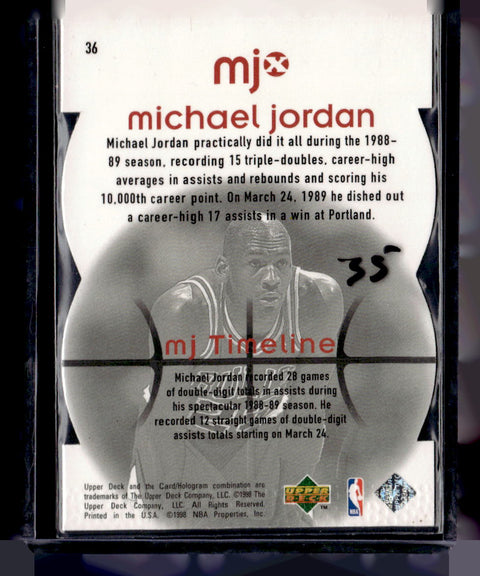 36
mjx
michael jordan
Michael Jordan practically did it all during the 1988-
89 season, recording 15 triple-doubles, career-high
averages in assists and rebounds and scoring his
10,000th career point. On March 24, 1989 he dished out
a career-high 17 assists in a win at Portland.
35
mj Timeline
Michael Jordan recorded 28 games
of double-digit totals in assists during
his spectacular 1988-89 season. He
recorded 12 straight games of double-digit
assists totals starting on March 24.
Upper Deck and the Card/Hologram combination are
trademarks of The Upper Deck Company, LLC. ©1998 The
Upper Deck Company, LLC. All Rights Reserved.
Printed in the U.S.A. ©1998 NBA Properties, Inc.
UPPER
DECK
TM
NBA